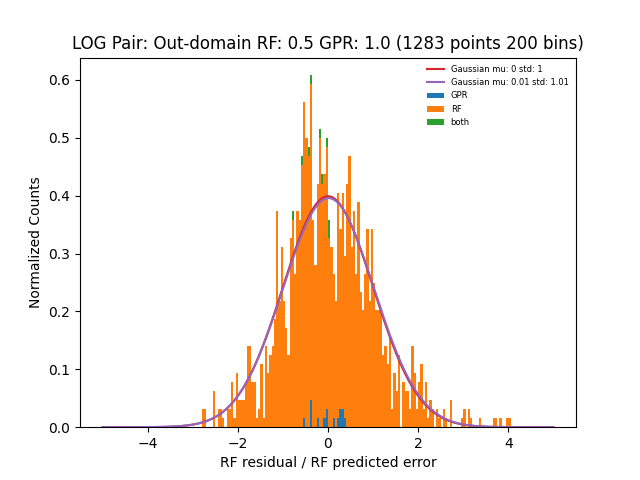 LOG Pair: Out-domain RF: 0.5 GPR: 1.0 (1283 points 200 bins)
Gaussian mu: 0 std: 1
Gaussian mu: 0.01 std: 1.01
GPR
RF
both
Normalized Counts
0.6
0.5
0.4
0.3
0.2
0.1
0.0
−4 −2 0 2 4
RF residual / RF predicted error